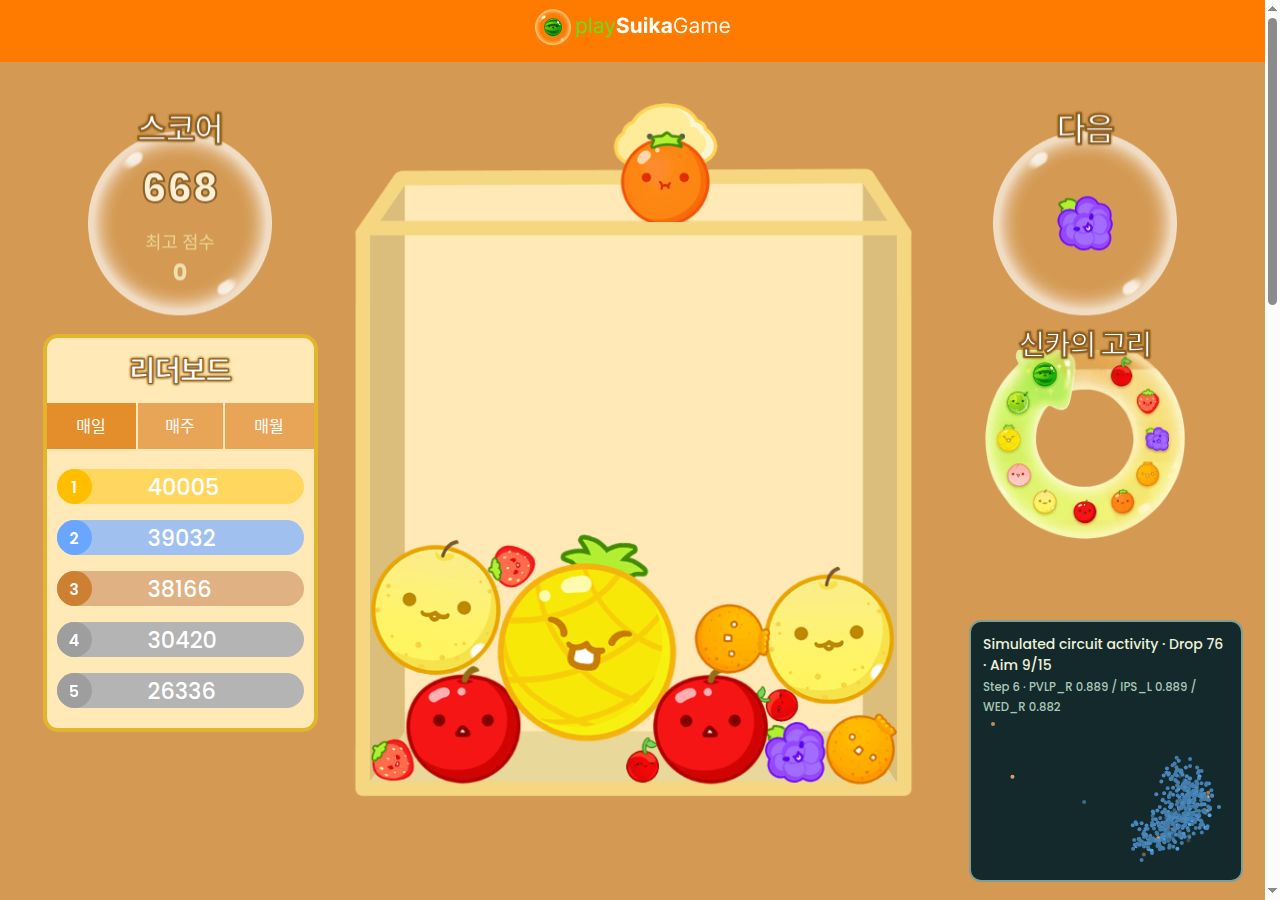 playSuikaGame
스코어
668
최고 점수
0
리더보드
매일 매주 매월
1 40005
2 39032
3 38166
4 30420
5 26336
다음
신카의 고리
Simulated circuit activity · Drop 76
· Aim 9/15
Step 6 · PVLP_R 0.889 / IPS_L 0.889 /
WED_R 0.882